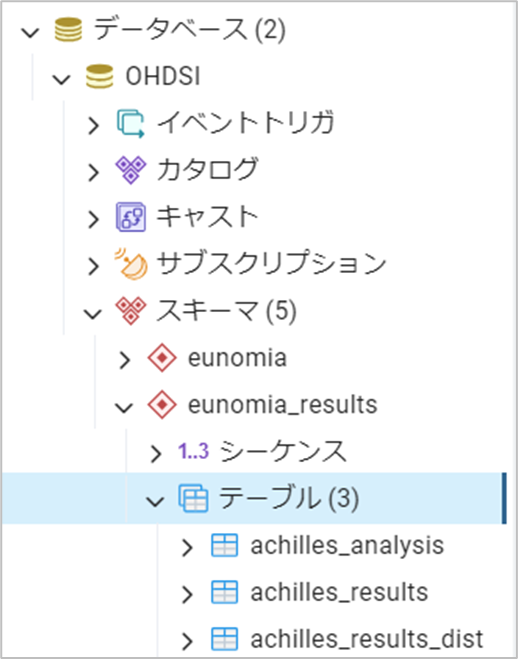 データベース (2)
OHDSI
イベントトリガ
カタログ
キャスト
サブスクリプション
スキーマ (5)
eunomia
eunomia_results
1..3 シーケンス
テーブル (3)
achilles_analysis
achilles_results
achilles_results_dist